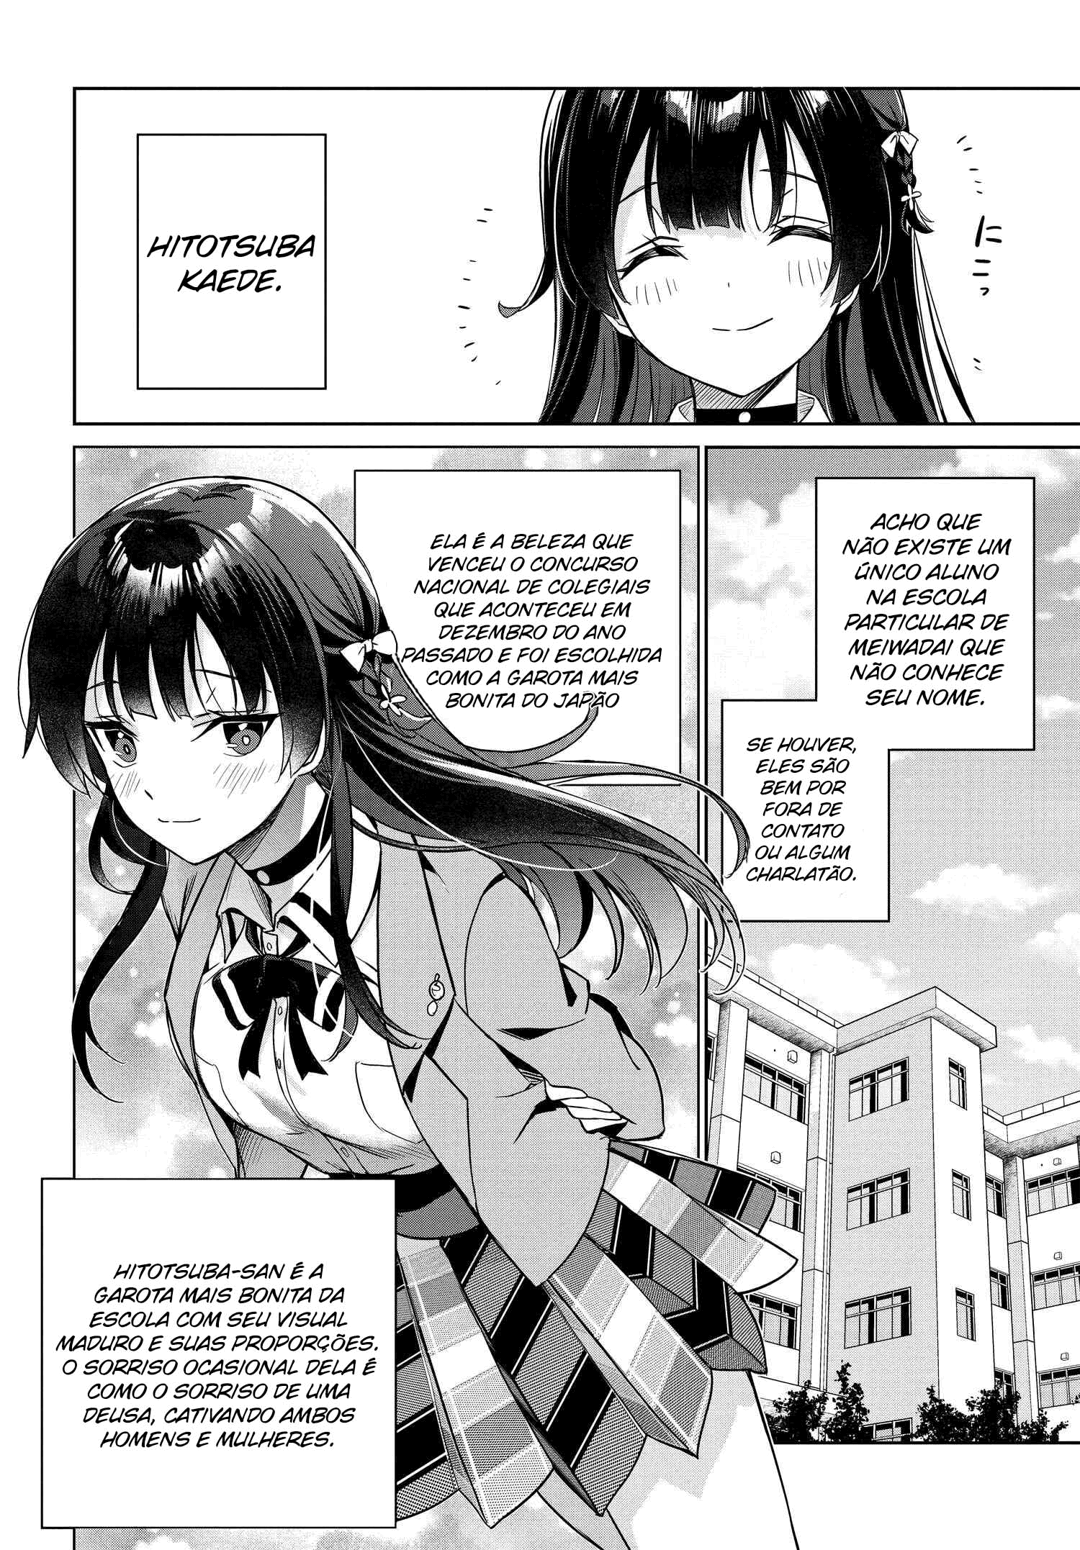 HITOTSUBA
KAEDE.
に
こっ
ACHO QUE
NÃO EXISTE UM
ÚNICO ALUNO
NA ESCOLA
PARTICULAR DE
MEIWADAI QUE
NÃO CONHECE
SEU NOME.
SE HOUVER,
ELES SÃO
BEM POR
FORA DE
CONTATO
OU ALGUM
CHARLATÃO.
ELA É A BELEZA QUE
VENCEU O CONCURSO
NACIONAL DE COLEGIAIS
QUE ACONTECEU EM
DEZEMBRO DO ANO
PASSADO E FOI ESCOLHIDA
COMO A GAROTA MAIS
BONITA DO JAPÃO
HITOTSUBA-SAN É A
GAROTA MAIS BONITA DA
ESCOLA COM SEU VISUAL
MADURO E SUAS PROPORÇÕES.
O SORRISO OCASIONAL DELA É
COMO O SORRISO DE UMA
DEUSA, CATIVANDO AMBOS
HOMENS E MULHERES.